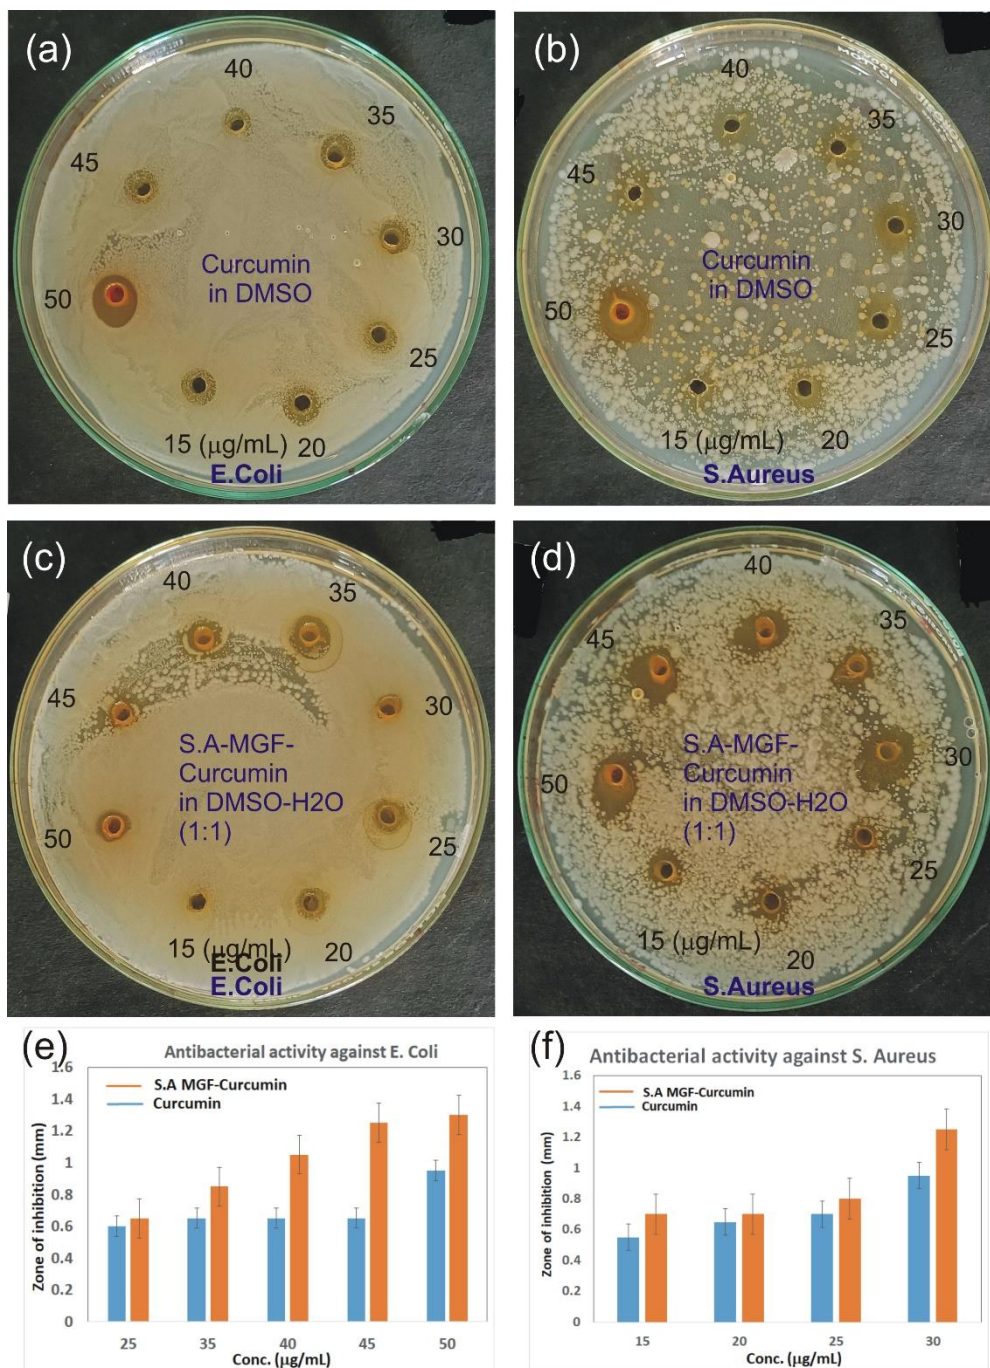 (a)
40
35
45
30
Curcumin
in DMSO
50
25
15 (μg/mL)
20
E.Coli
(b)
40
35
45
30
Curcumin
in DMSO
50
25
15 (μg/mL)
20
S.Aureus
(c)
40
35
45
30
S.A-MGF-
Curcumin
in DMSO-H2O
(1:1)
50
25
15 (μg/mL)
20
E.Coli
E.Coli
(d)
40
35
45
30
S.A-MGF-
Curcumin
in DMSO-H2O
(1:1)
50
25
15 (μg/mL)
20
S.Aureus
(e)
Antibacterial activity against E. Coli
S.A MGF-Curcumin
Curcumin
Zone of inhibition (mm)
1.6
1.4
1.2
1
0.8
0.6
0.4
0.2
0
25 35 40 45 50
Conc. (μg/mL)
(f)
Antibacterial activity against S. Aureus
S.A MGF-Curcumin
Curcumin
Zone of inhibition (mm)
1.6
1.4
1.2
1
0.8
0.6
0.4
0.2
0
15 20 25 30
Conc. (μg/mL)